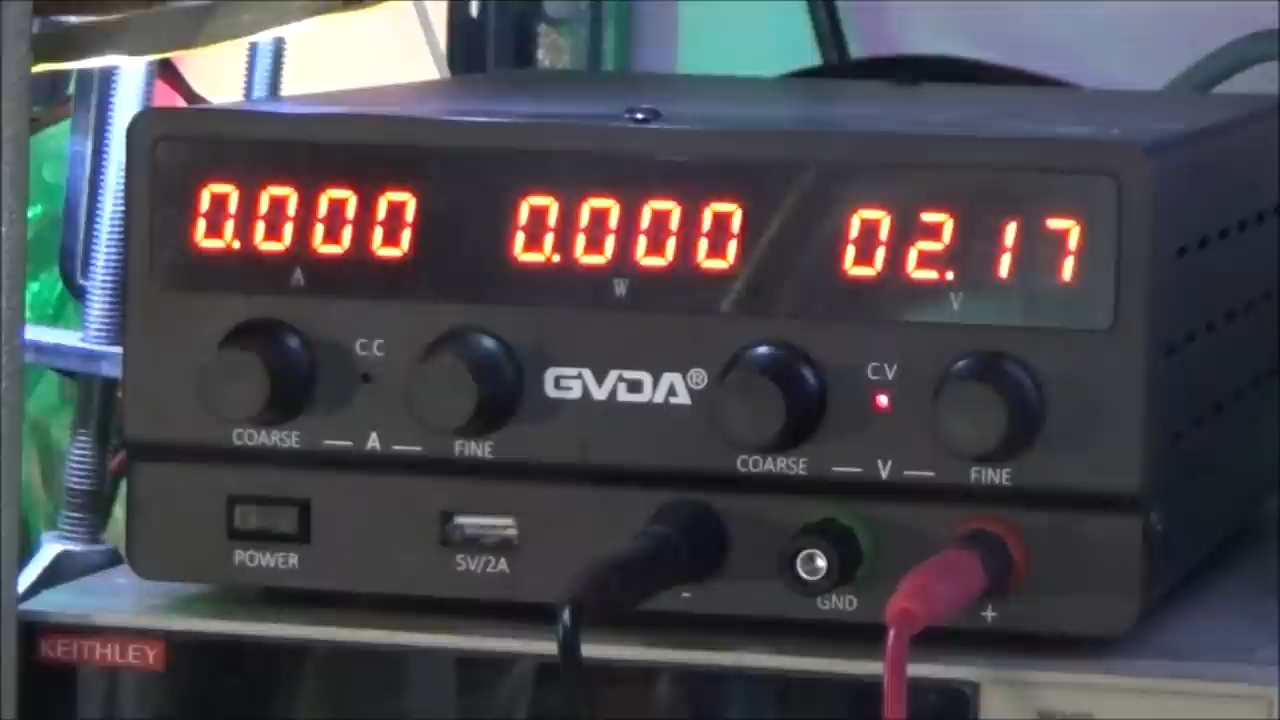 0.000 0.000 02.17
A W V
C.C C.V
GVDA®
COARSE — A — FINE COARSE — V — FINE
POWER 5V/2A - GND +
KEITHLEY